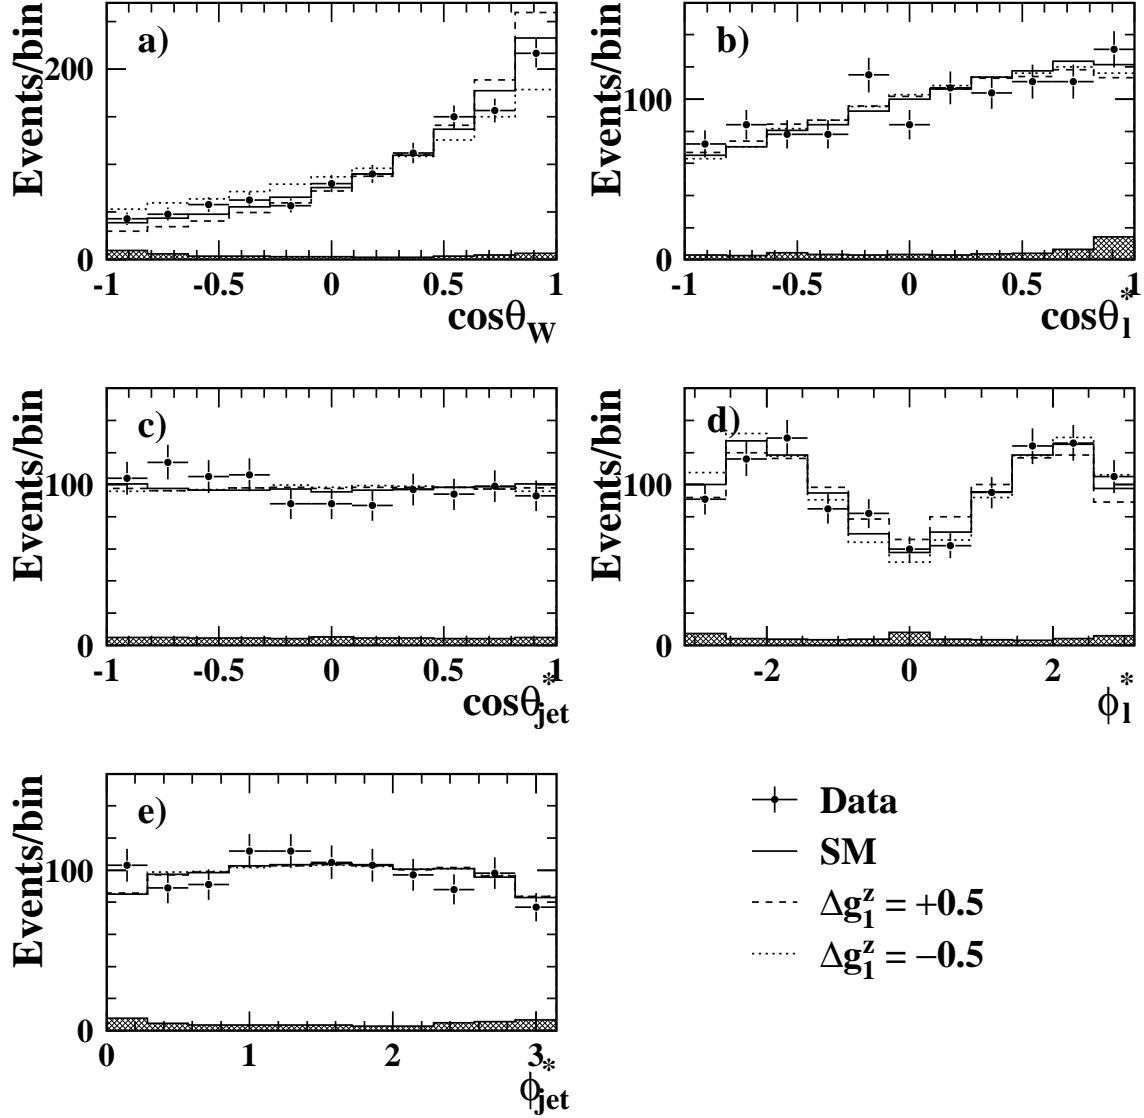 a)
Events/bin
200
0
-1 -0.5 0 0.5 1
cosθW
b)
Events/bin
100
0
-1 -0.5 0 0.5 1
cosθl*
c)
Events/bin
100
0
-1 -0.5 0 0.5 1
cosθjet*
d)
Events/bin
100
0
-2 0 2
ϕl*
e)
Events/bin
100
0
0 1 2 3
ϕjet*
Data
SM
Δg1z = +0.5
Δg1z = −0.5